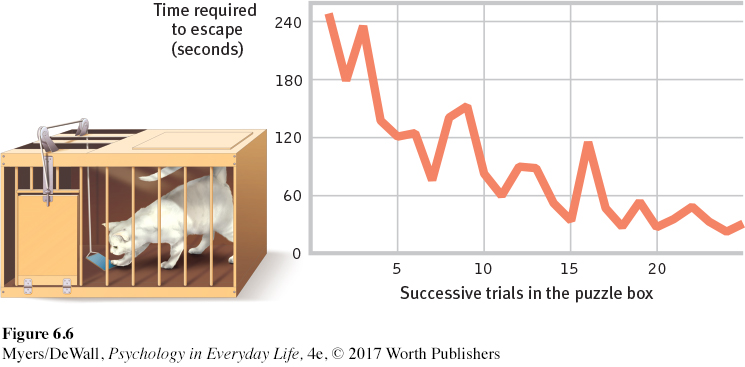 Time required
to escape
(seconds)
240
180
120
60
0
5 10 15 20
Successive trials in the puzzle box
Figure 6.6
Myers/DeWall, Psychology in Everyday Life, 4e, © 2017 Worth Publishers